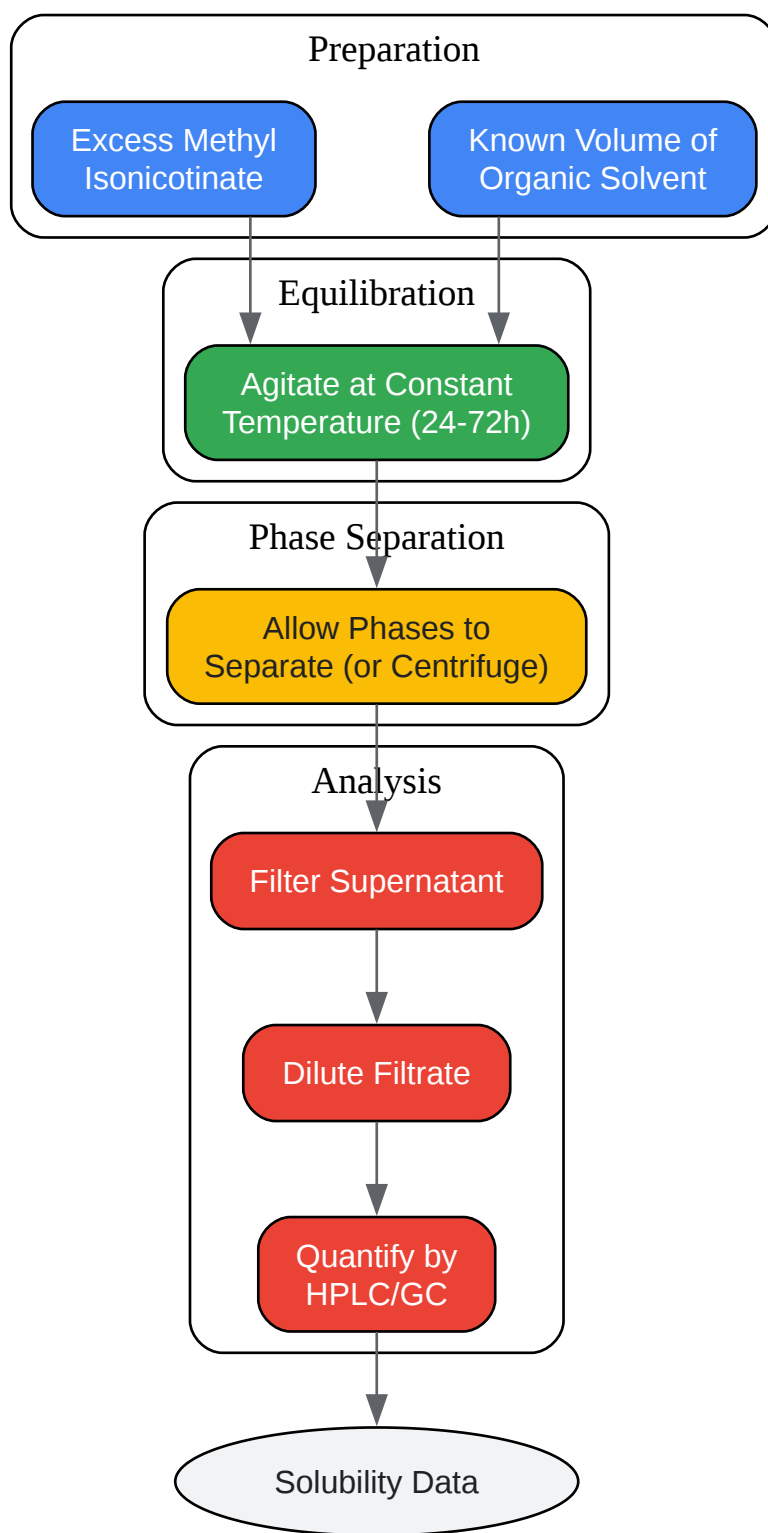 Preparation
Excess Methyl
Isonicotinate
Known Volume of
Organic Solvent
Equilibration
Agitate at Constant
Temperature (24-72h)
Phase Separation
Allow Phases to
Separate (or Centrifuge)
Analysis
Filter Supernatant
Dilute Filtrate
Quantify by
HPLC/GC
Solubility Data